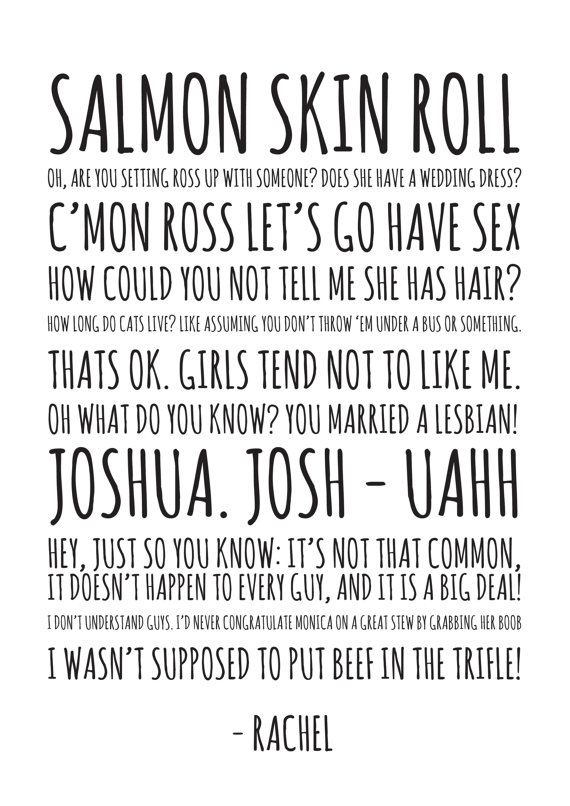 SALMON SKIN ROLL
OH, ARE YOU SETTING ROSS UP WITH SOMEONE? DOES SHE HAVE A WEDDING DRESS?
C'MON ROSS LET'S GO HAVE SEX
HOW COULD YOU NOT TELL ME SHE HAS HAIR?
HOW LONG DO CATS LIVE? LIKE ASSUMING YOU DON'T THROW 'EM UNDER A BUS OR SOMETHING.
THATS OK. GIRLS TEND NOT TO LIKE ME.
OH WHAT DO YOU KNOW? YOU MARRIED A LESBIAN!
JOSHUA. JOSH - UAHH
HEY, JUST SO YOU KNOW: IT'S NOT THAT COMMON,
IT DOESN'T HAPPEN TO EVERY GUY, AND IT IS A BIG DEAL!
I DON'T UNDERSTAND GUYS. I'D NEVER CONGRATULATE MONICA ON A GREAT STEW BY GRABBING HER BOOB
I WASN'T SUPPOSED TO PUT BEEF IN THE TRIFLE!
- RACHEL